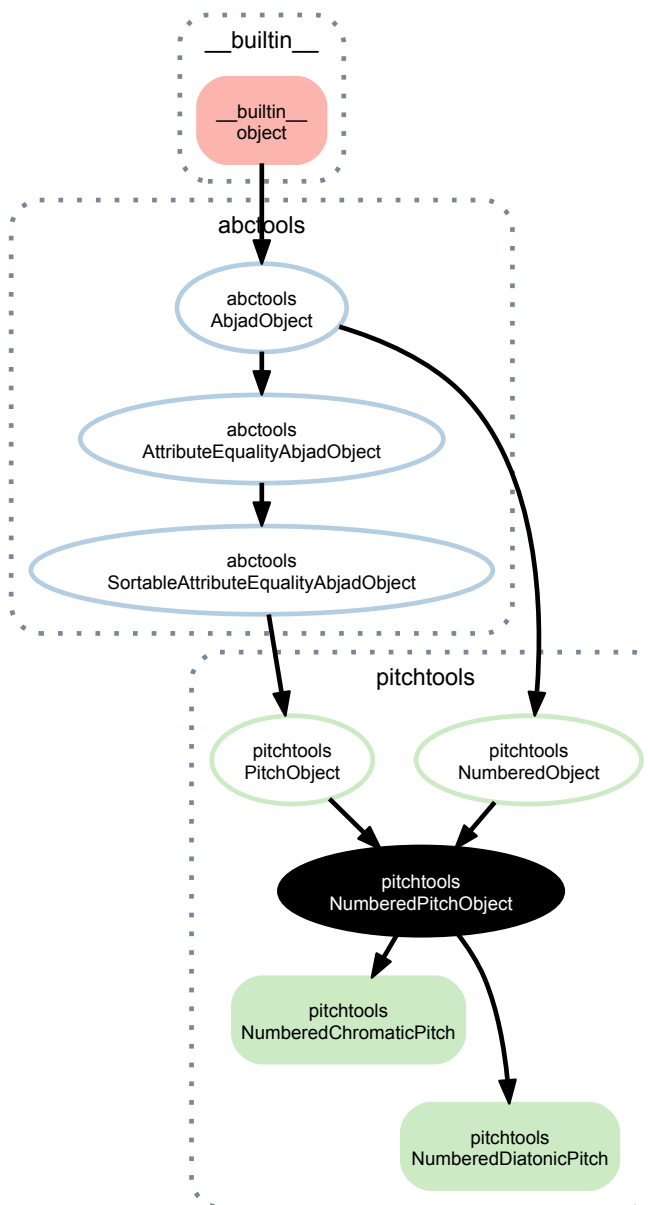 __builtin__
__builtin__
object
abctools
abctools
AbjadObject
abctools
AttributeEqualityAbjadObject
abctools
SortableAttributeEqualityAbjadObject
pitchtools
pitchtools
PitchObject
pitchtools
NumberedObject
pitchtools
NumberedPitchObject
pitchtools
NumberedChromaticPitch
pitchtools
NumberedDiatonicPitch